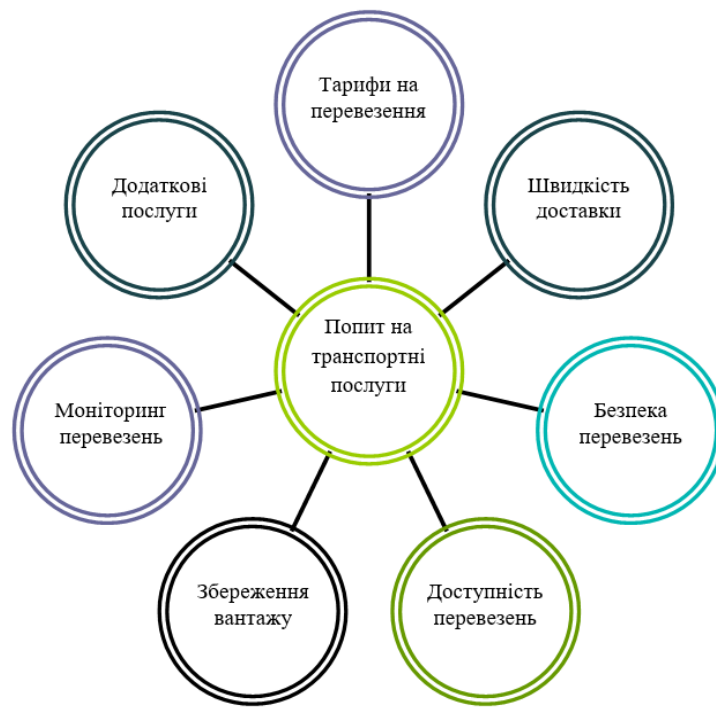 Тарифи на
перевезення
Додаткові
послуги
Швидкість
доставки
Попит на
транспортні
послуги
Моніторинг
перевезень
Безпека
перевезень
Збереження
вантажу
Доступність
перевезень